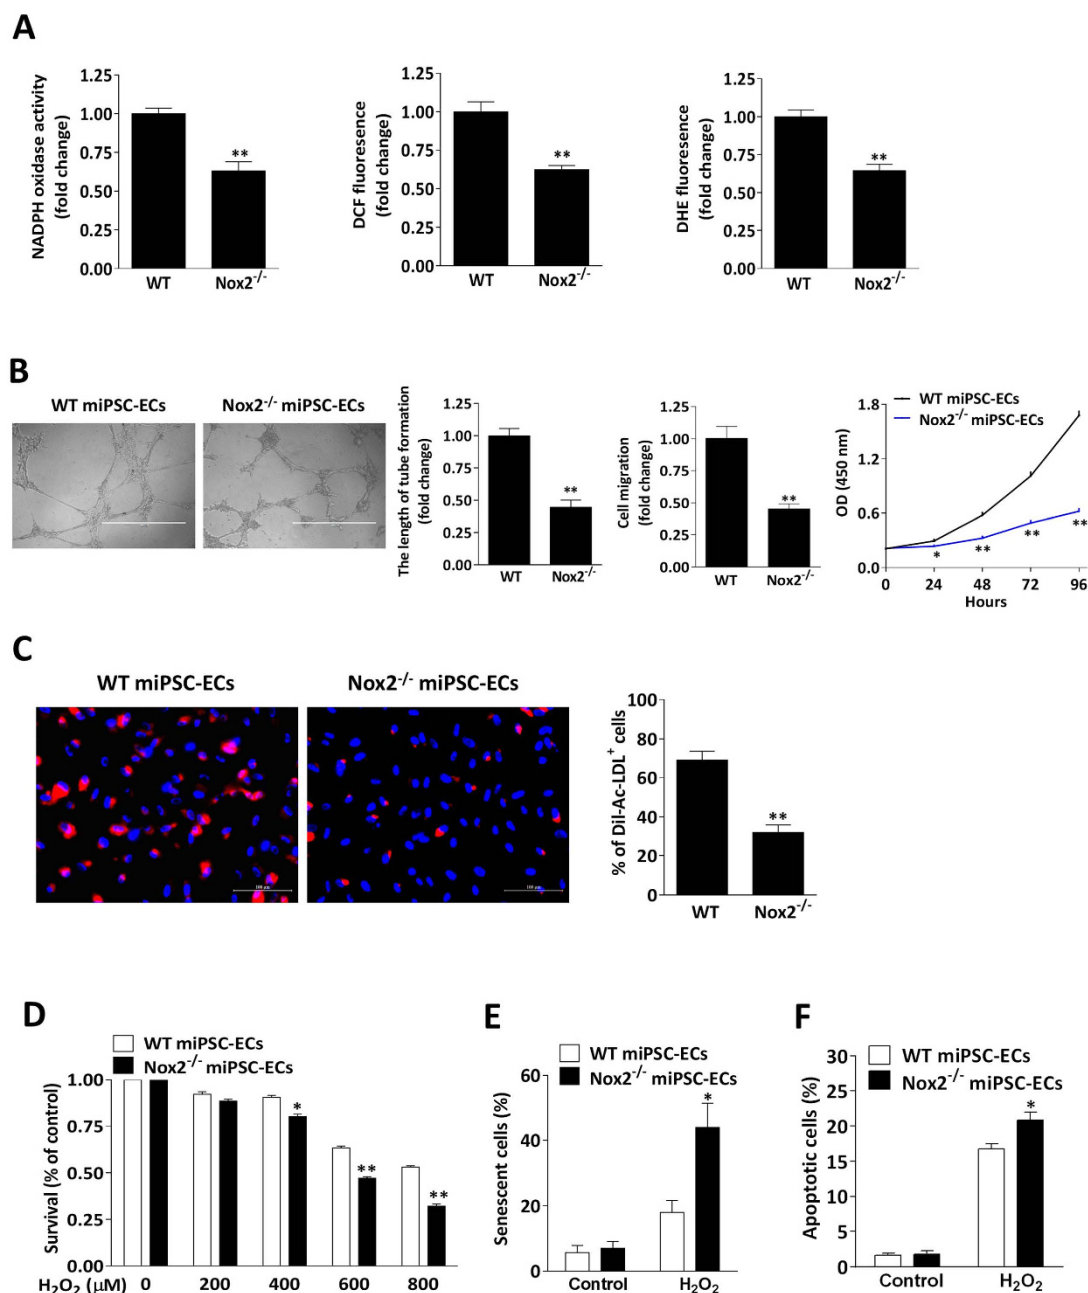 A
NADPH oxidase activity
(fold change)
1.25
1.00
0.75
0.50
0.25
0.00
**
WT
Nox2-/-
DCF fluoresence
(fold change)
1.25
1.00
0.75
0.50
0.25
0.00
**
WT
Nox2-/-
DHE fluoresence
(fold change)
1.25
1.00
0.75
0.50
0.25
0.00
**
WT
Nox2-/-
B
WT miPSC-ECs
Nox2-/- miPSC-ECs
The length of tube formation
(fold change)
1.25
1.00
0.75
0.50
0.25
0.00
**
WT
Nox2-/-
Cell migration
(fold change)
1.25
1.00
0.75
0.50
0.25
0.00
**
WT
Nox2-/-
WT miPSC-ECs
Nox2-/- miPSC-ECs
OD (450 nm)
1.8
1.2
0.6
0.0
* ** ** **
0 24 48 72 96
Hours
C
WT miPSC-ECs
Nox2-/- miPSC-ECs
100 μm
100 μm
% of Dil-Ac-LDL+ cells
100
80
60
40
20
0
**
WT
Nox2-/-
D
WT miPSC-ECs
Nox2-/- miPSC-ECs
Survival (% of control)
1.00
0.75
0.50
0.25
0.00
* ** **
H2O2 (μM) 0 200 400 600 800
E
WT miPSC-ECs
Nox2-/- miPSC-ECs
Senescent cells (%)
60
40
20
0
*
Control
H2O2
F
WT miPSC-ECs
Nox2-/- miPSC-ECs
Apoptotic cells (%)
30
25
20
15
10
5
0
*
Control
H2O2